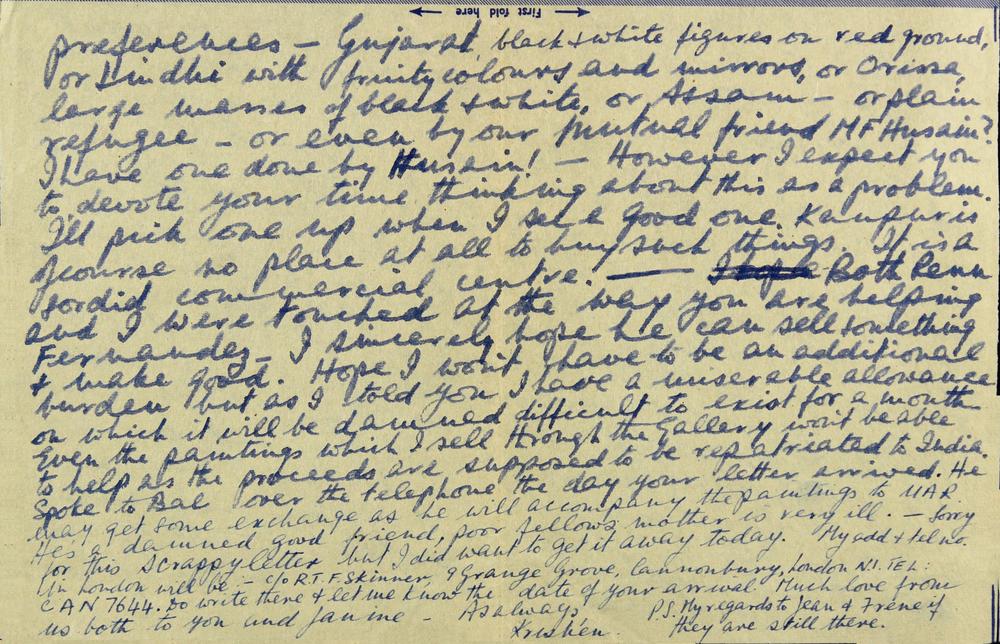 First fold here
preferences — Gujarat, black & white figures on red ground,
or Sindhi with fruity colours and mirrors, or Orissa,
large masses of black & white, or Assam — or plain
refugee — or even by our mutual friend MF Husain?
I have one done by Husain! — However I expect you
to devote your time thinking about this as a problem.
I'll pick one up when I see a good one. Kanpur is
of course no place at all to buy such things. It is a
sordid commercial centre. — Both Renu
and I were touched at the way you are helping
Fernandez — I sincerely hope he can sell something
& make good. Hope I won't have to be an additional
burden but as I told you I have a miserable allowance
on which it will be damned difficult to exist for a month
Even the paintings which I sell through the Gallery won't be able
to help as the proceeds are supposed to be repatriated to India.
Spoke to Bal over the telephone the day your letter arrived. He
may get some exchange as he will accompany the paintings to UAR.
He's a damned good friend, poor fellows mother is very ill. — Sorry
for this scrappy letter but I did want to get it away today. My add & tel no.
in London will be — c/o R.T.F. Skinner, 9 Grange Grove, Cannonbury, London N.1. TEL:
CAN 7644. Do write there & let me know the date of your arrival. Much love from
us both to you and Janine — As always
Krishen.
P.S. My regards to Jean & Irene if
they are still there.